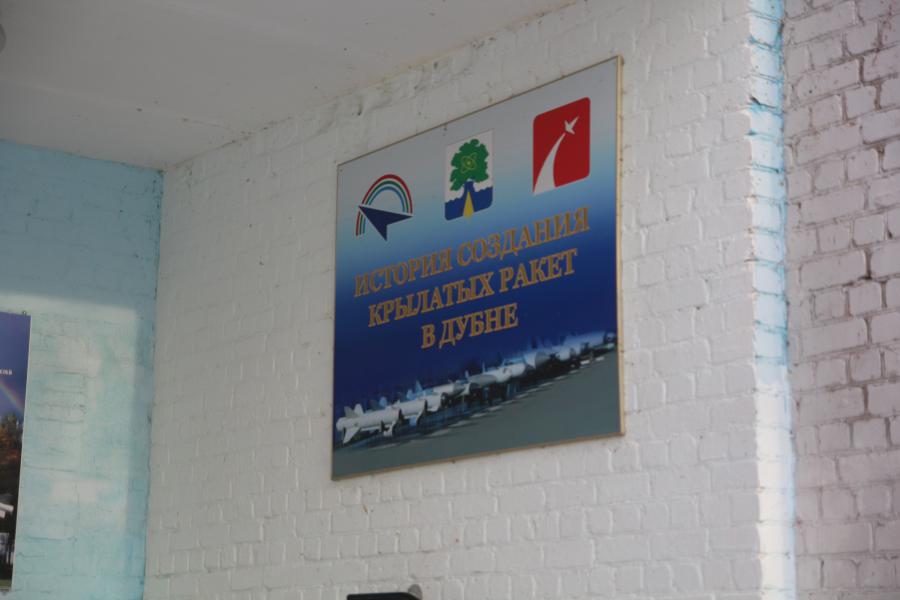 ИСТОРИЯ СОЗДАНИЯ
КРЫЛАТЫХ РАКЕТ
В ДУБНЕ